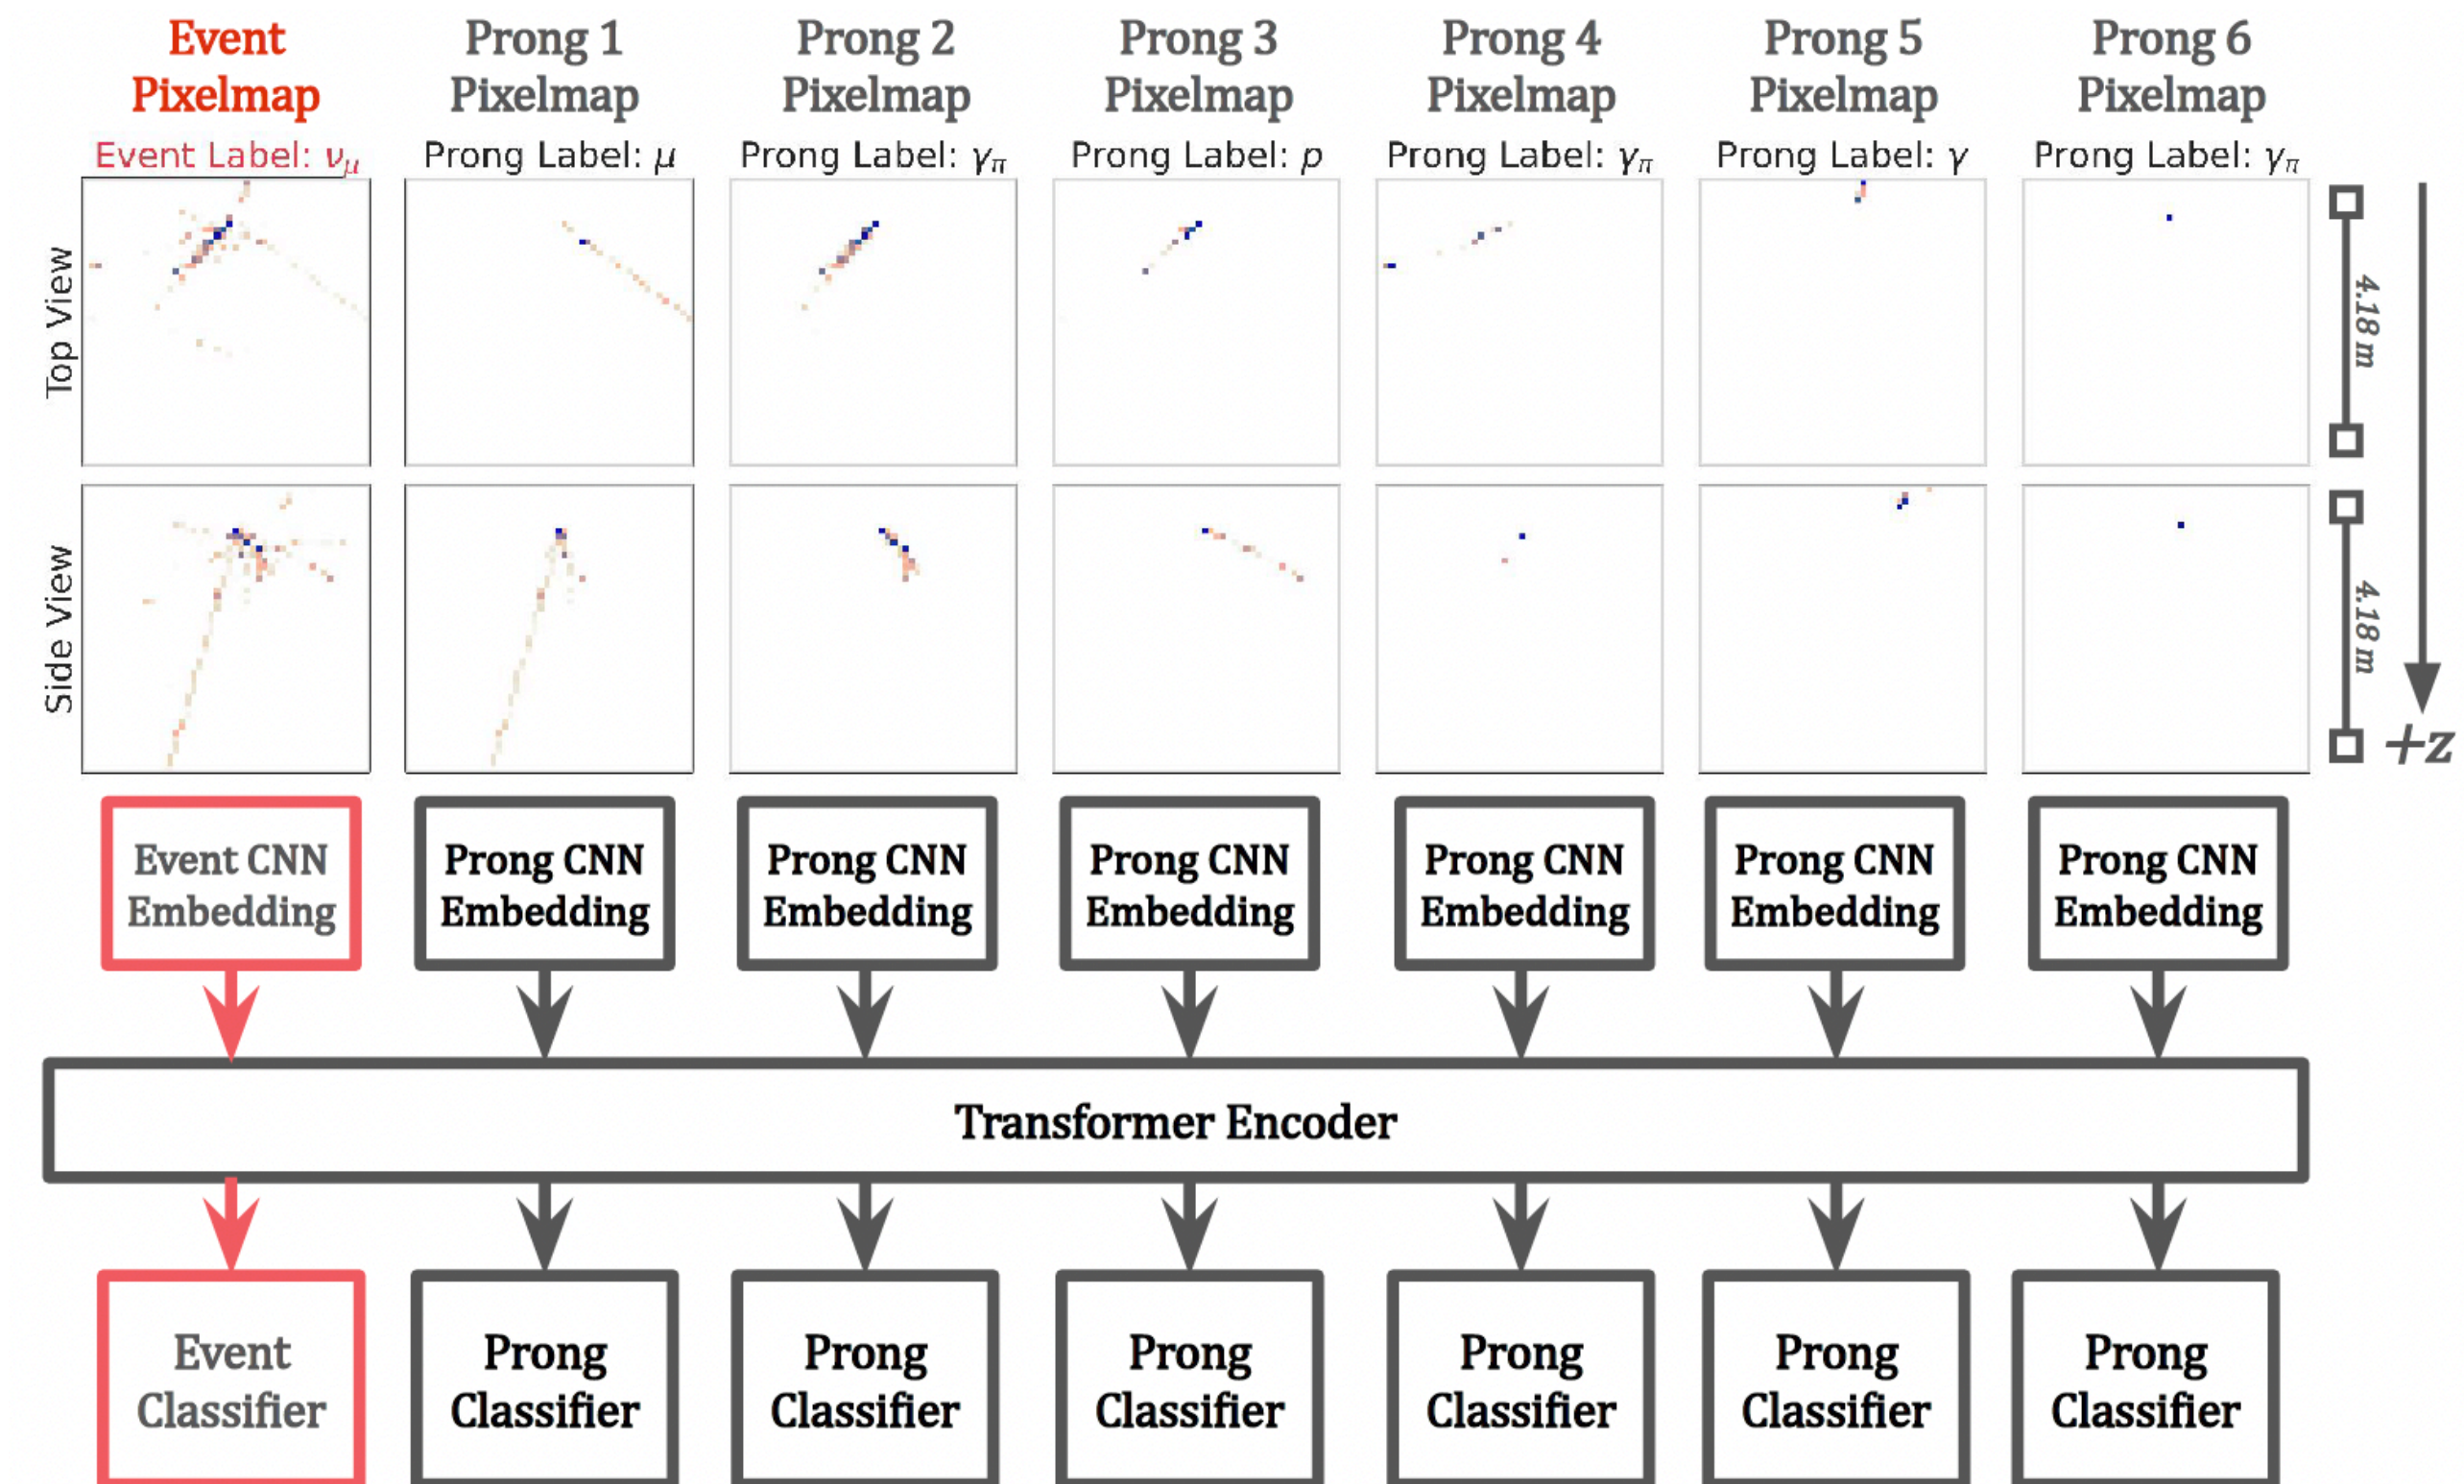 Event
Pixelmap
Prong 1
Pixelmap
Prong 2
Pixelmap
Prong 3
Pixelmap
Prong 4
Pixelmap
Prong 5
Pixelmap
Prong 6
Pixelmap
Event Label: νμ
Prong Label: μ
Prong Label: γπ
Prong Label: p
Prong Label: γπ
Prong Label: γ
Prong Label: γπ
Top View
4.18 m
Side View
4.18 m
+z
Event CNN
Embedding
Prong CNN
Embedding
Prong CNN
Embedding
Prong CNN
Embedding
Prong CNN
Embedding
Prong CNN
Embedding
Prong CNN
Embedding
Transformer Encoder
Event
Classifier
Prong
Classifier
Prong
Classifier
Prong
Classifier
Prong
Classifier
Prong
Classifier
Prong
Classifier